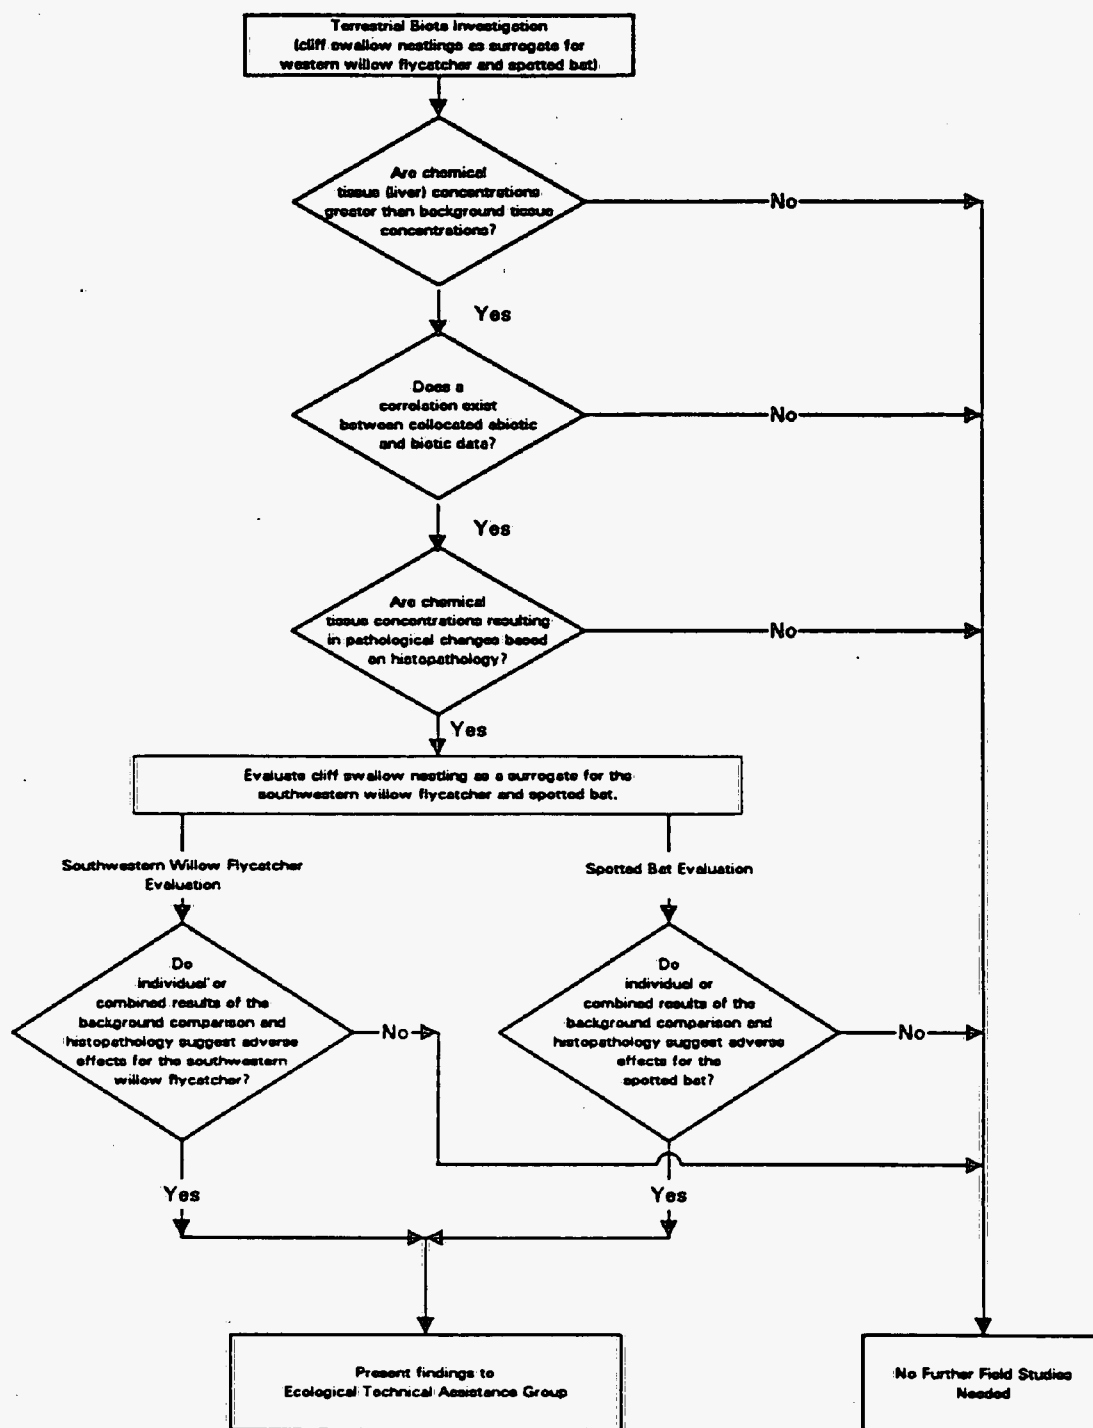 Terrestrial Biota Investigation
(cliff swallow nestlings as surrogate for
western willow flycatcher and spotted bat)
Are chemical
tissue (liver) concentrations
greater than background tissue
concentrations?
No
Yes
Does a
correlation exist
between collocated abiotic
and biotic data?
No
Yes
Are chemical
tissue concentrations resulting
in pathological changes based
on histopathology?
No
Yes
Evaluate cliff swallow nestling as a surrogate for the
southwestern willow flycatcher and spotted bat.
Southwestern Willow Flycatcher
Evaluation
Spotted Bat Evaluation
Do
individual or
combined results of the
background comparison and
histopathology suggest adverse
effects for the southwestern
willow flycatcher?
No
Do
individual or
combined results of the
background comparison and
histopathology suggest adverse
effects for the
spotted bat?
No
Yes
Yes
Present findings to
Ecological Technical Assistance Group
No Further Field Studies
Needed